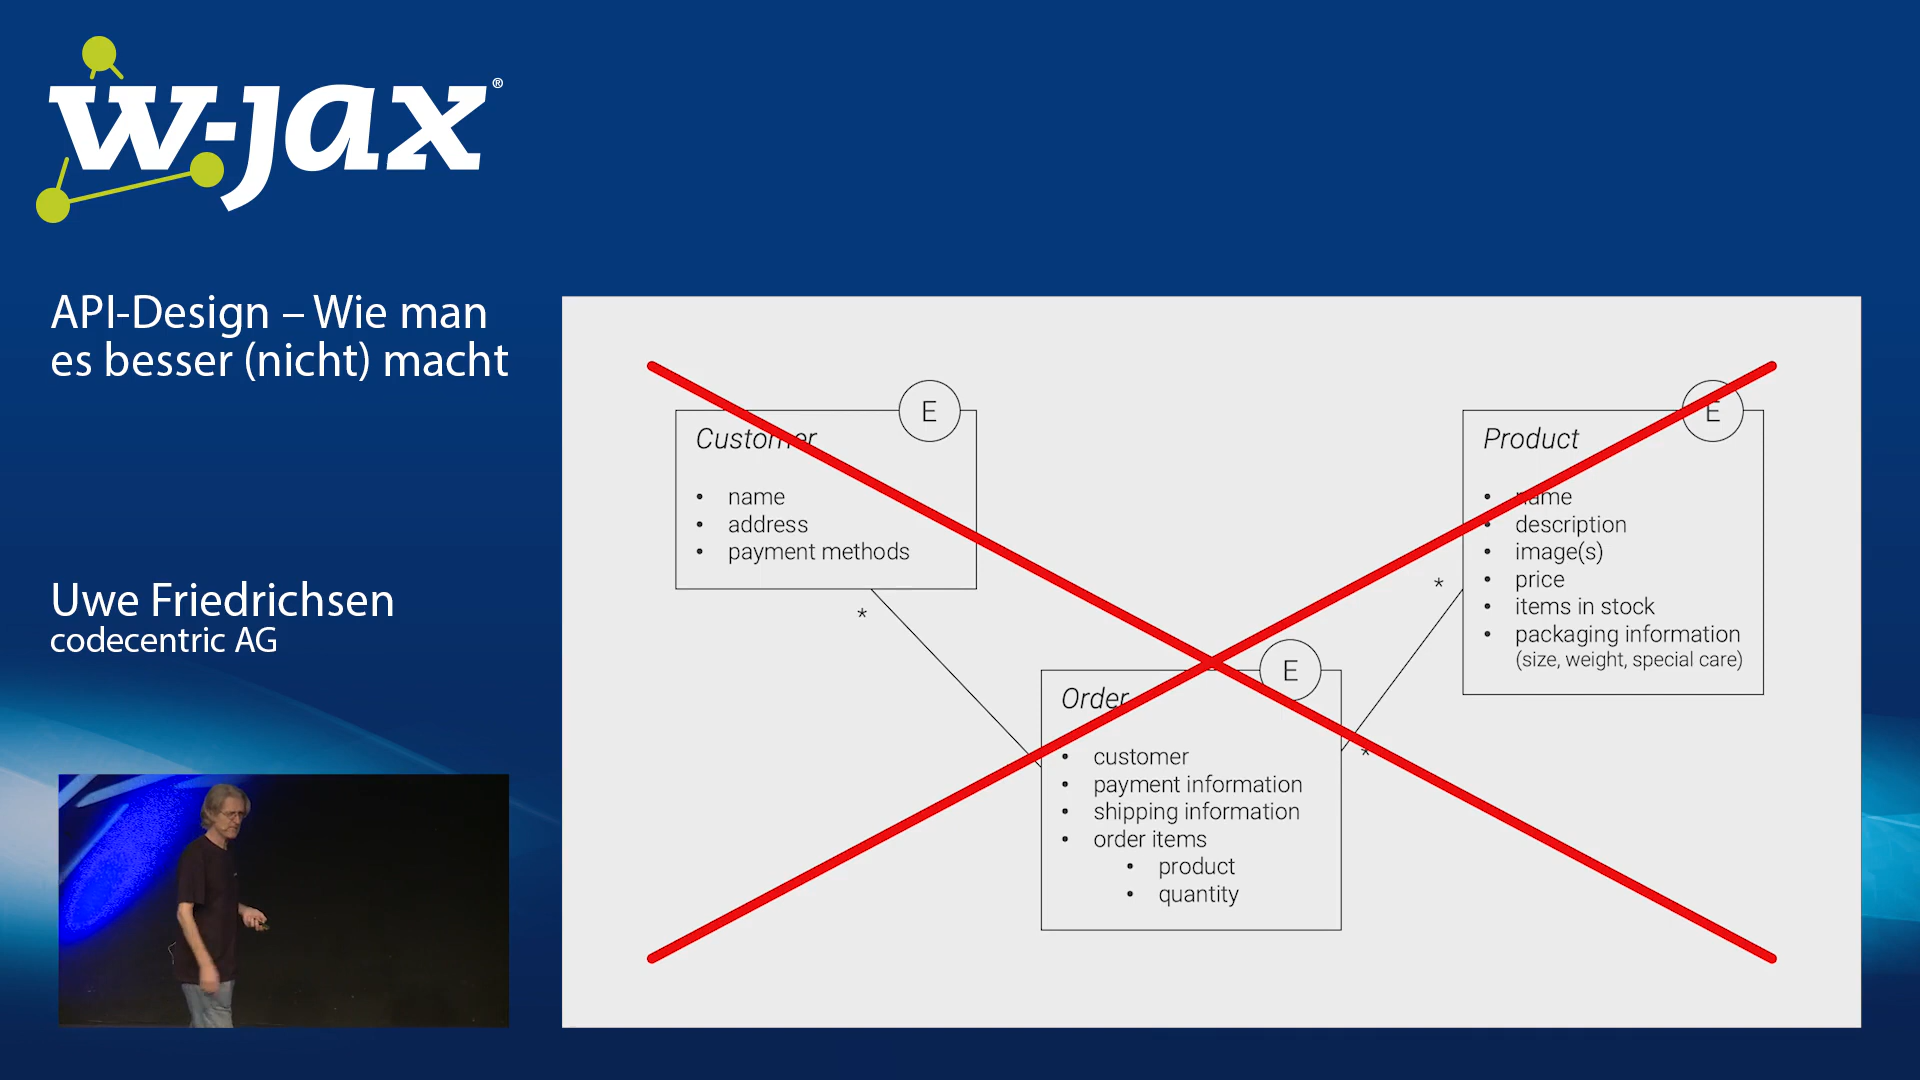 w-jax®
API-Design – Wie man
es besser (nicht) macht
Uwe Friedrichsen
codecentric AG
E
Customer
• name
• address
• payment methods
*
E
Product
• name
• description
• image(s)
• price
• items in stock
• packaging information
(size, weight, special care)
*
E
Order
• customer
• payment information
• shipping information
• order items
• product
• quantity
*